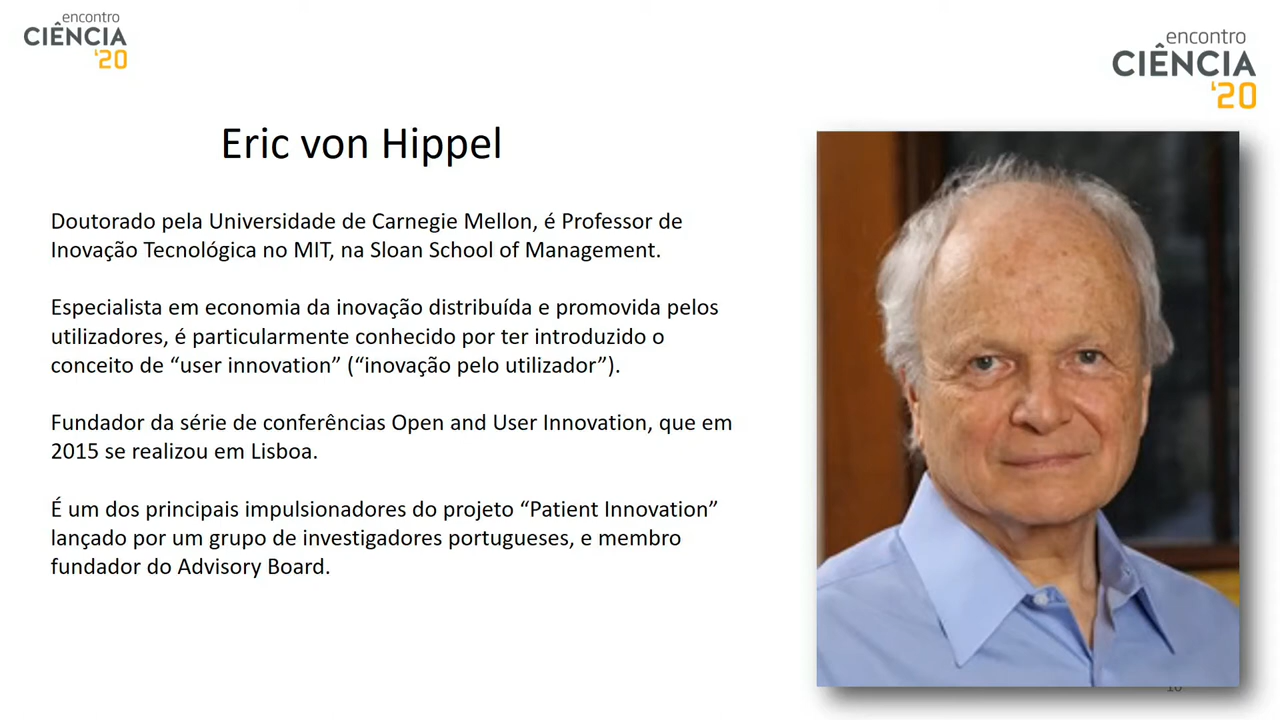 encontro
CIÊNCIA
'20
encontro
CIÊNCIA
'20
Eric von Hippel
Doutorado pela Universidade de Carnegie Mellon, é Professor de
Inovação Tecnológica no MIT, na Sloan School of Management.
Especialista em economia da inovação distribuída e promovida pelos
utilizadores, é particularmente conhecido por ter introduzido o
conceito de “user innovation” (“inovação pelo utilizador”).
Fundador da série de conferências Open and User Innovation, que em
2015 se realizou em Lisboa.
É um dos principais impulsionadores do projeto “Patient Innovation”
lançado por um grupo de investigadores portugueses, e membro
fundador do Advisory Board.